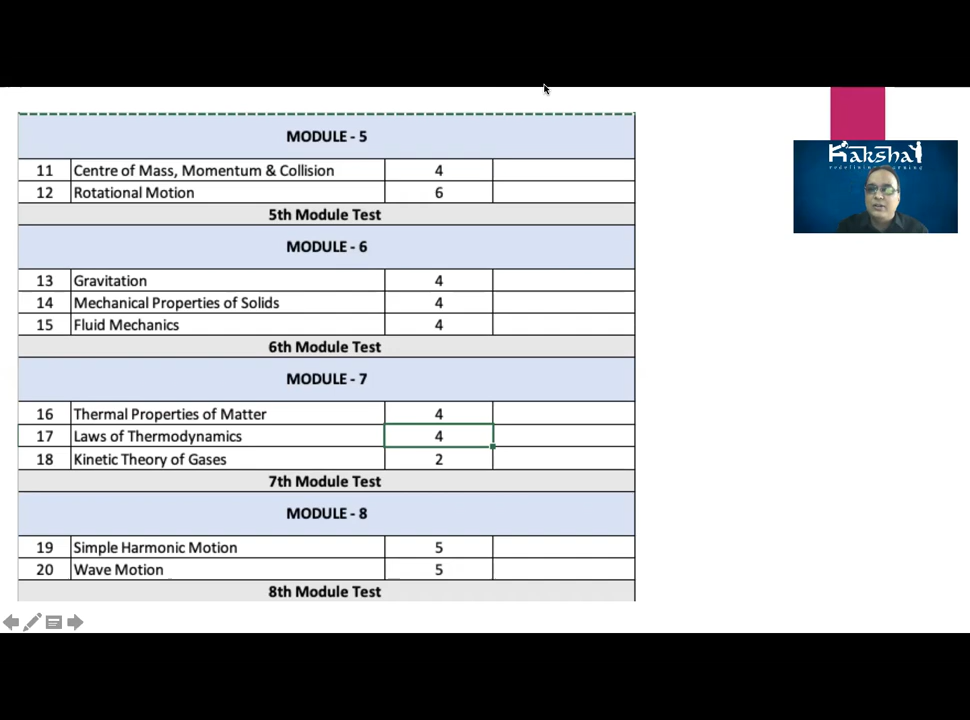 MODULE - 5
11 Centre of Mass, Momentum & Collision 4
12 Rotational Motion 6
5th Module Test
MODULE - 6
13 Gravitation 4
14 Mechanical Properties of Solids 4
15 Fluid Mechanics 4
6th Module Test
MODULE - 7
16 Thermal Properties of Matter 4
17 Laws of Thermodynamics 4
18 Kinetic Theory of Gases 2
7th Module Test
MODULE - 8
19 Simple Harmonic Motion 5
20 Wave Motion 5
8th Module Test
Rakshat